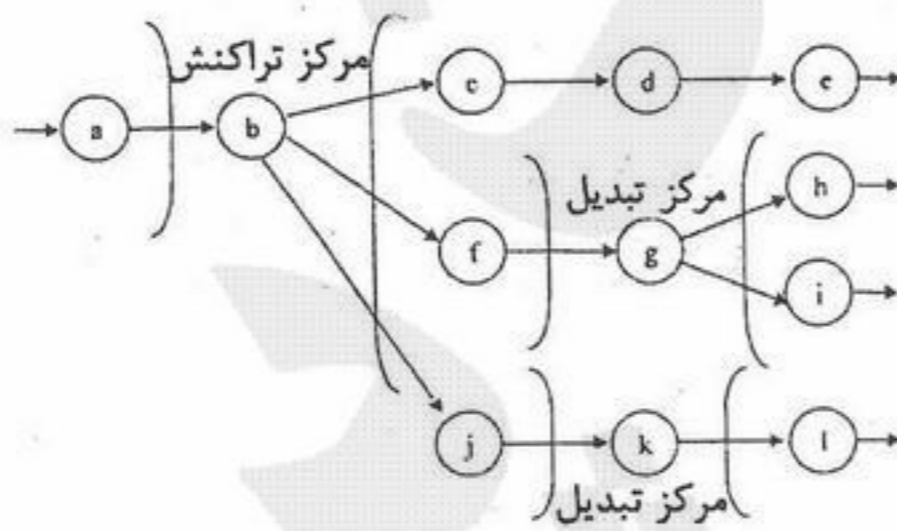 مرکز تراکنش
a b c d e
مرکز تبدیل
f g h
i
j k l
مرکز تبدیل